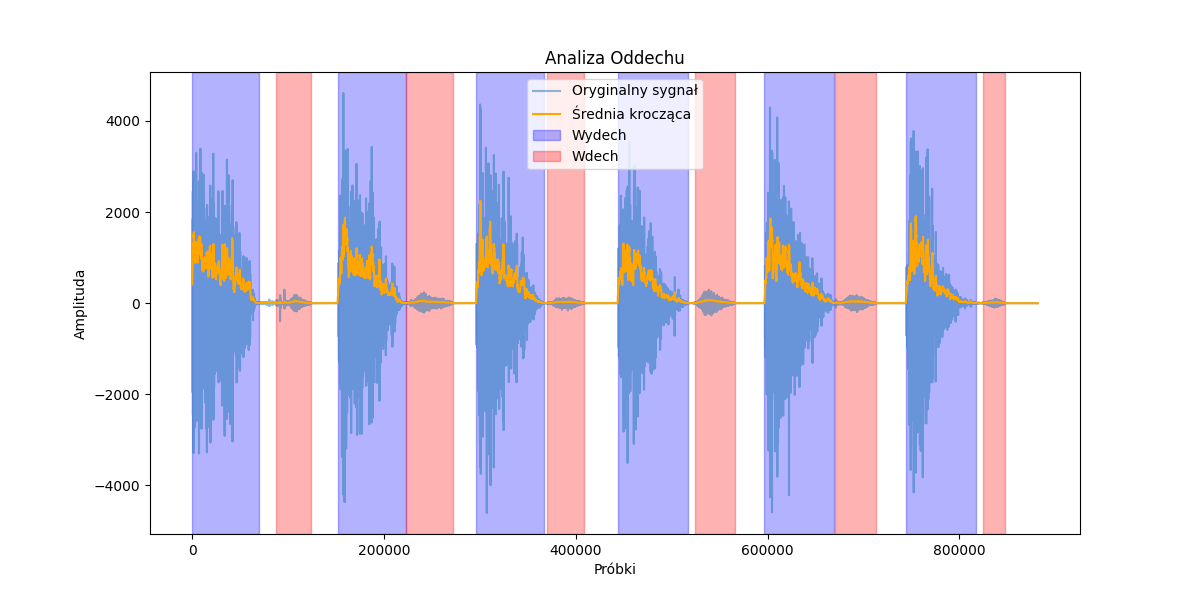 Analiza Oddechu
Oryginalny sygnał
Średnia krocząca
Wydech
Wdech
Amplituda
4000
2000
0
−2000
−4000
0 200000 400000 600000 800000
Próbki